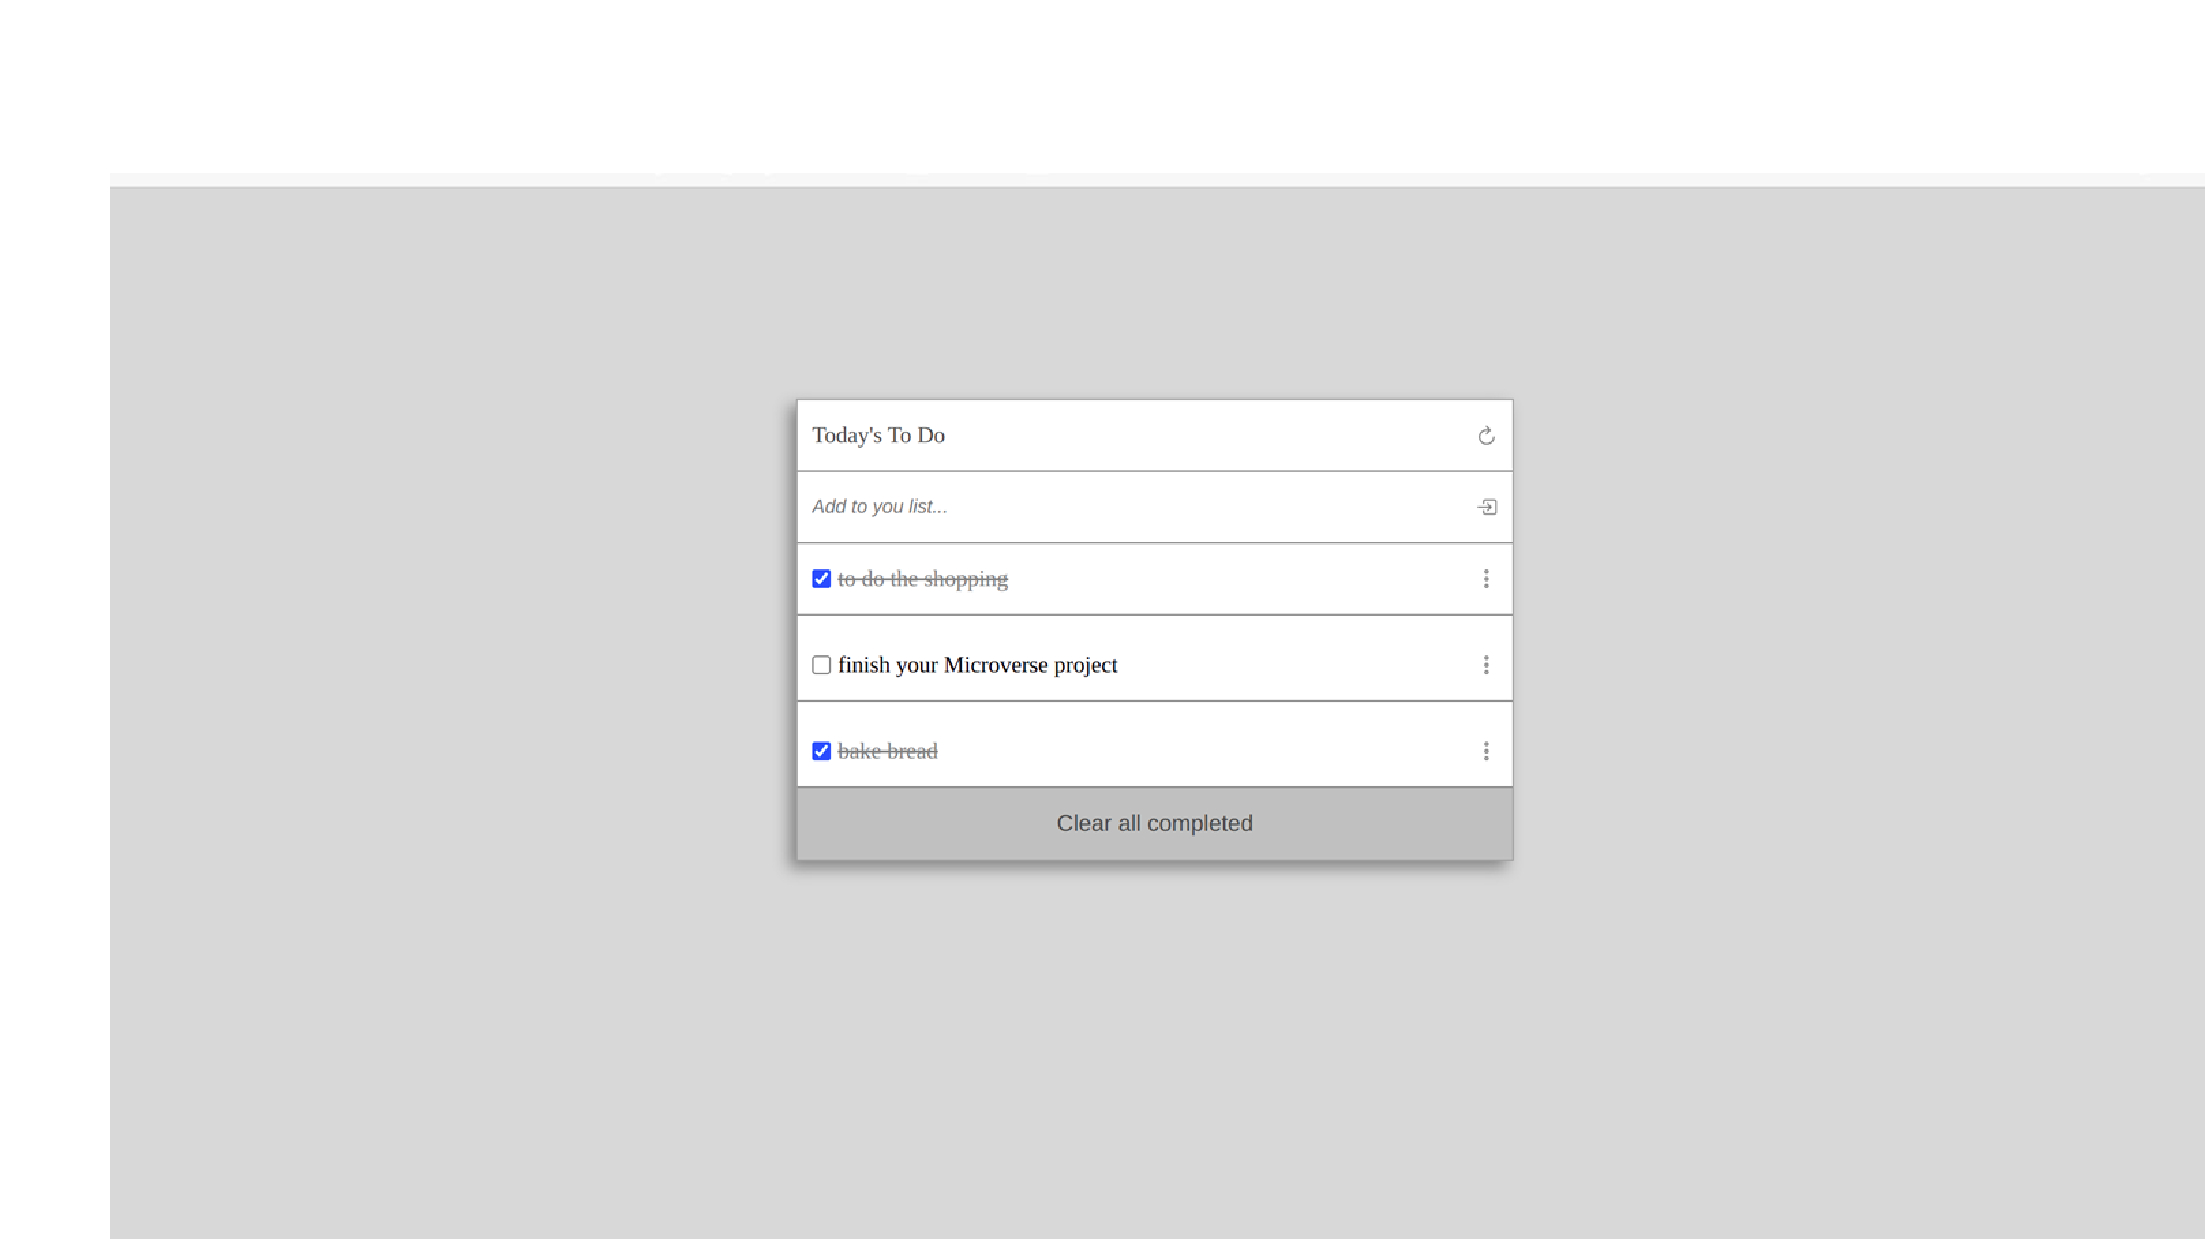 Today's To Do
Add to you list...
to do the shopping
finish your Microverse project
bake bread
Clear all completed